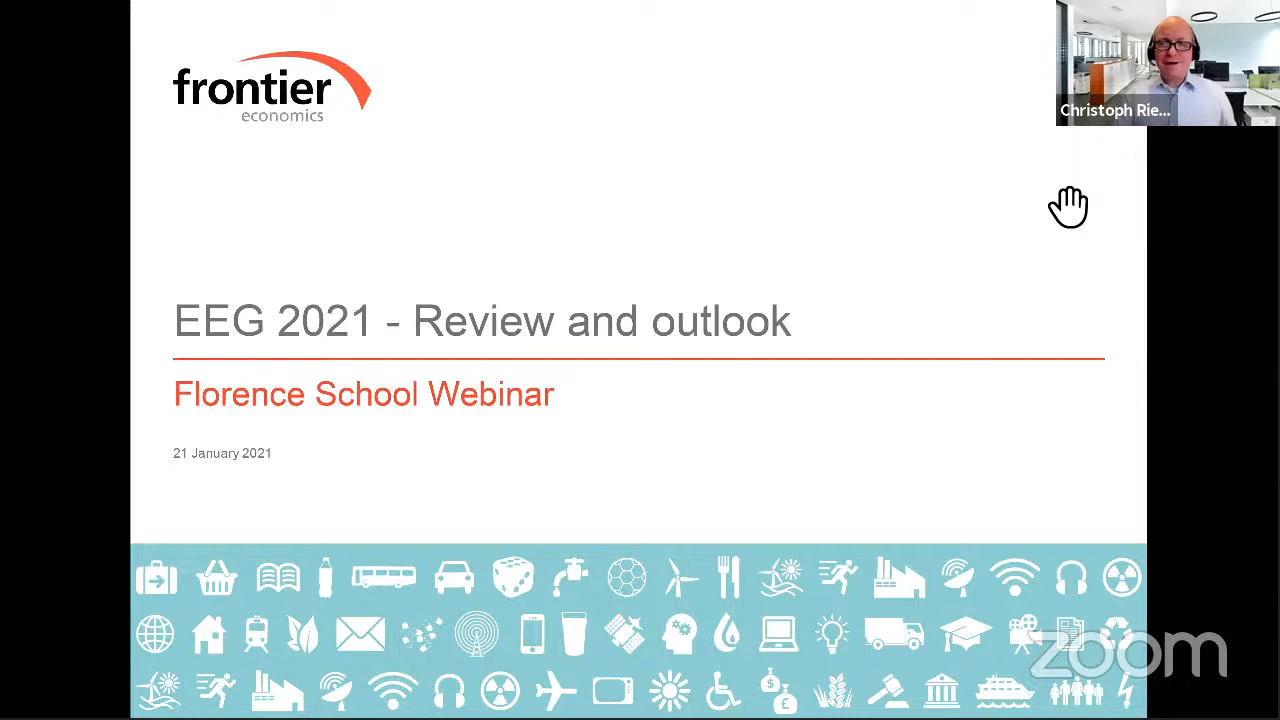 frontier
economics
Christoph Rie...
EEG 2021 - Review and outlook
Florence School Webinar
21 January 2021
zoom